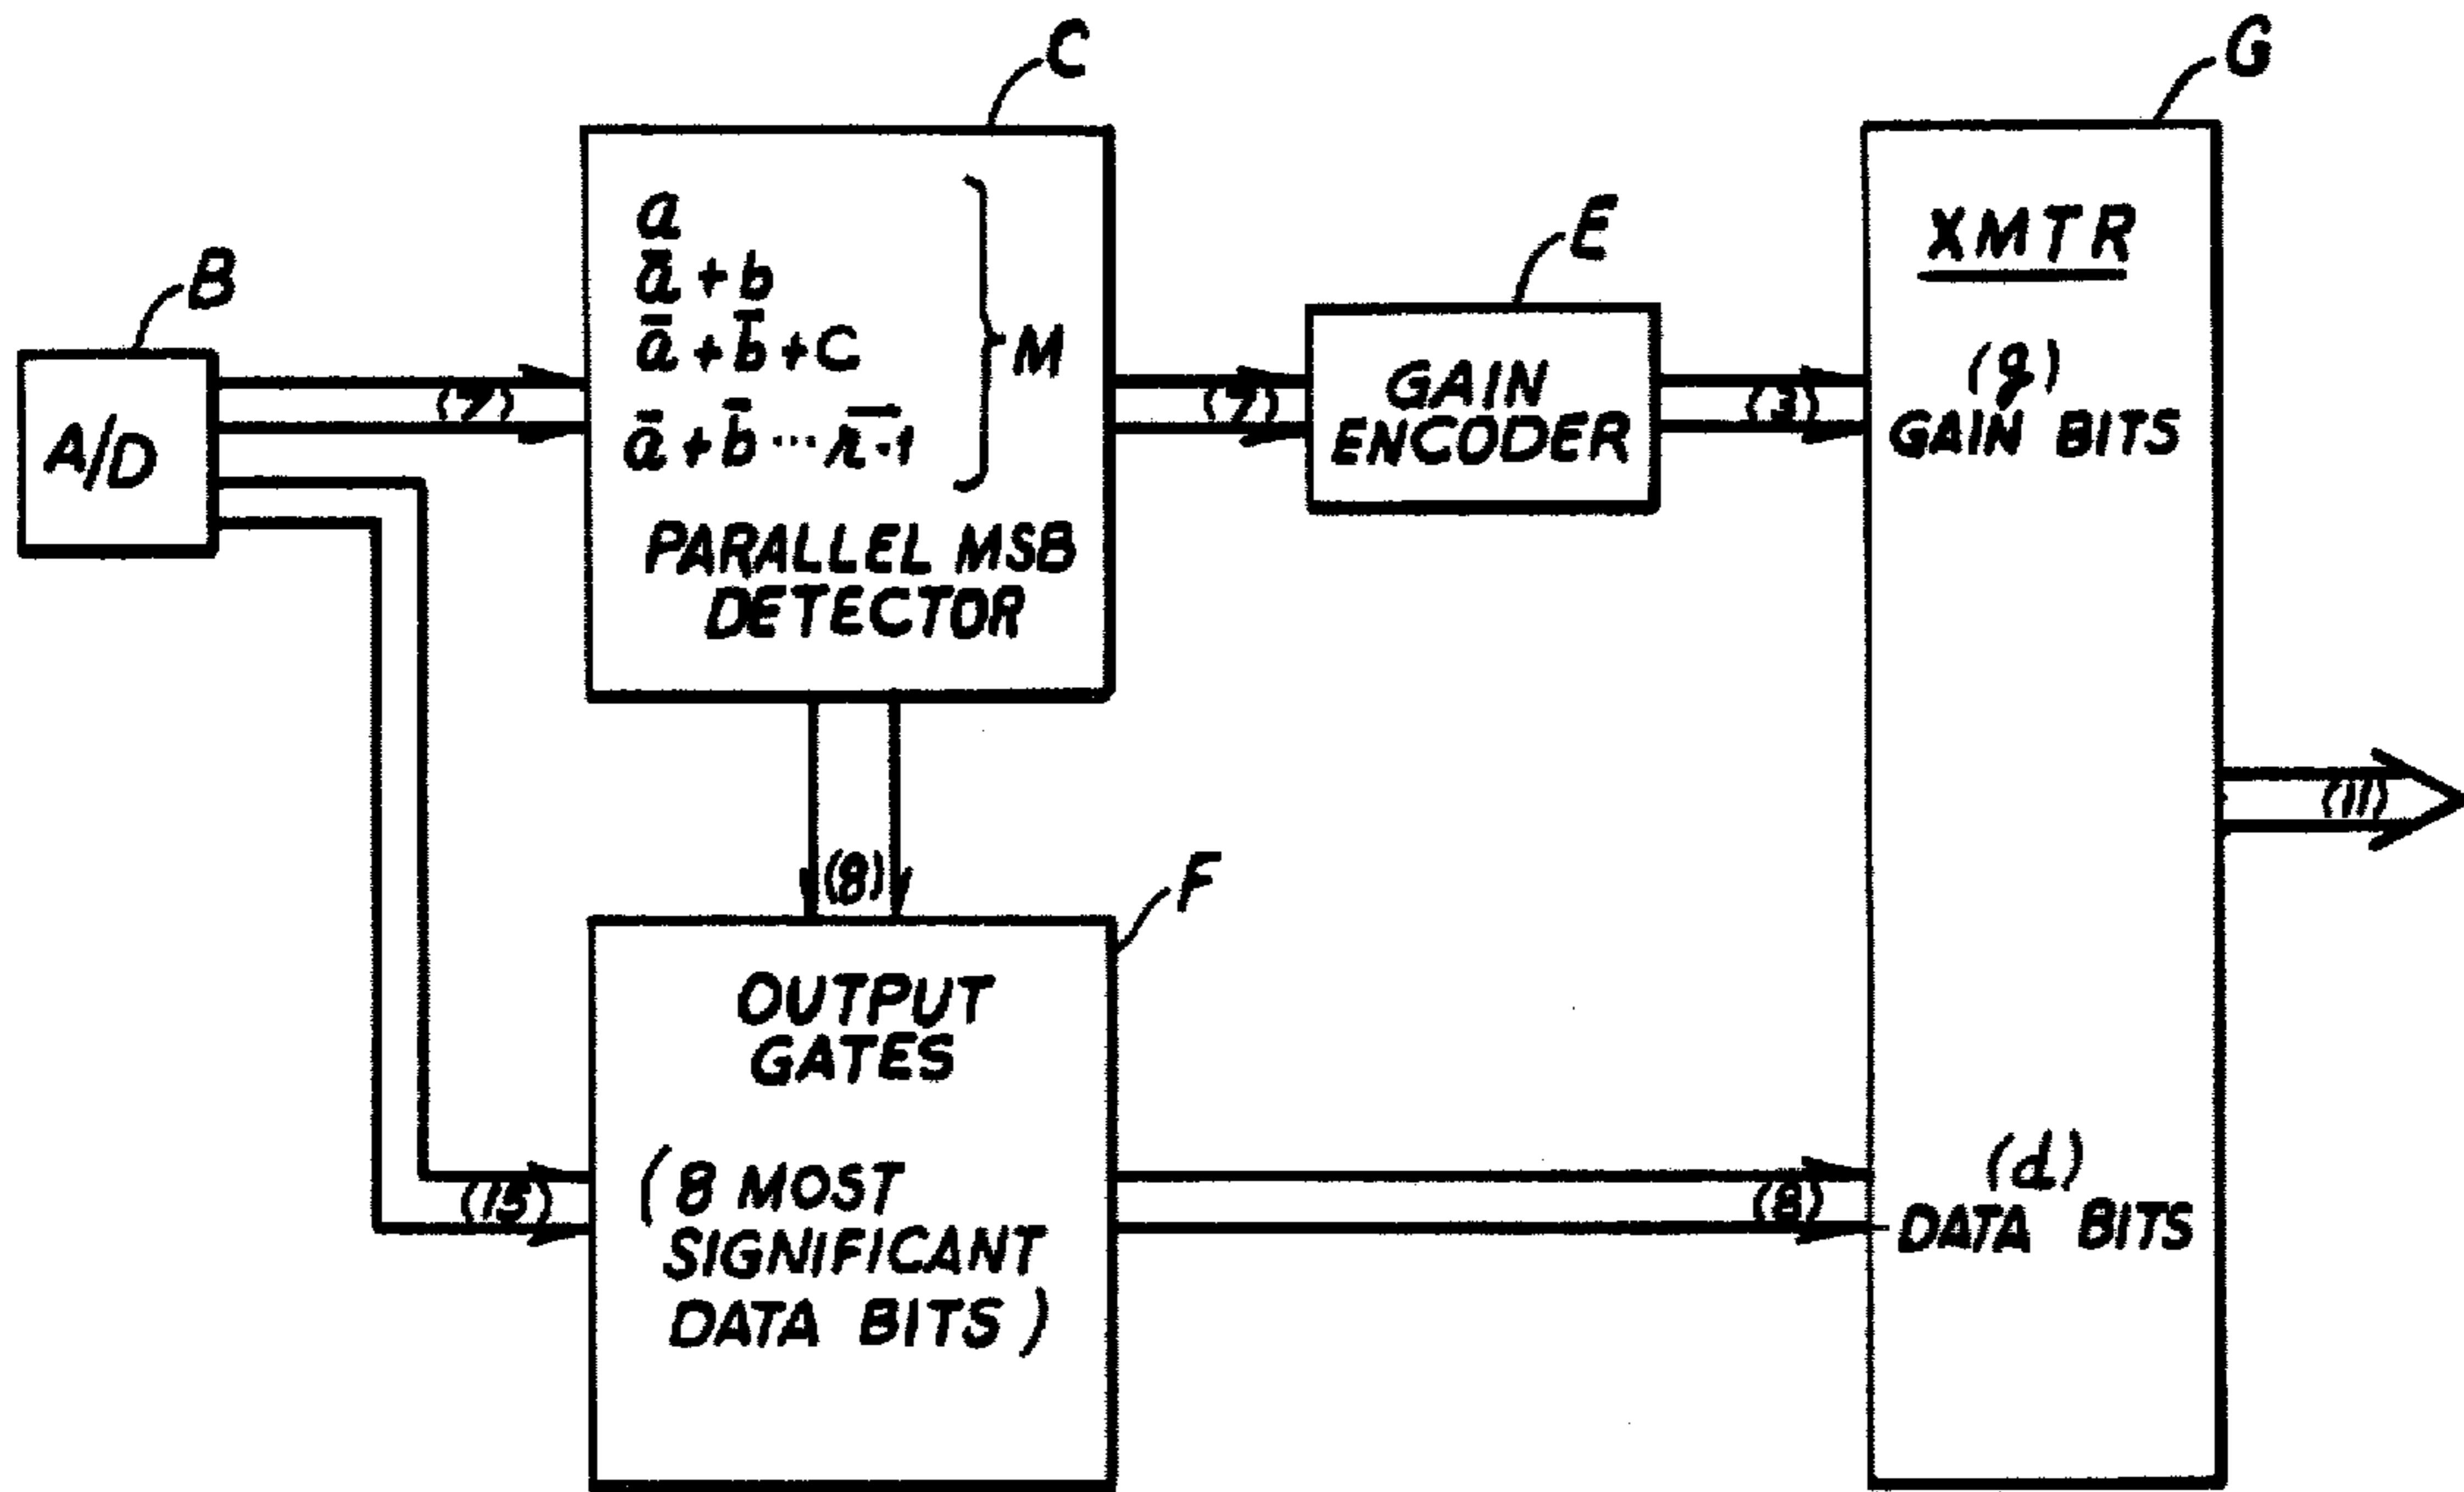 C
G
B
E
a
ā + b
ā + b̄ + C
ā + b̄ ... n-1̅
M
PARALLEL MSB
DETECTOR
A/D
(7)
(7)
GAIN
ENCODER
(3)
XMTR
(g)
GAIN BITS
(8)
(11)
F
OUTPUT
GATES
(8 MOST
SIGNIFICANT
DATA BITS)
(15)
(8)
(d)
DATA BITS